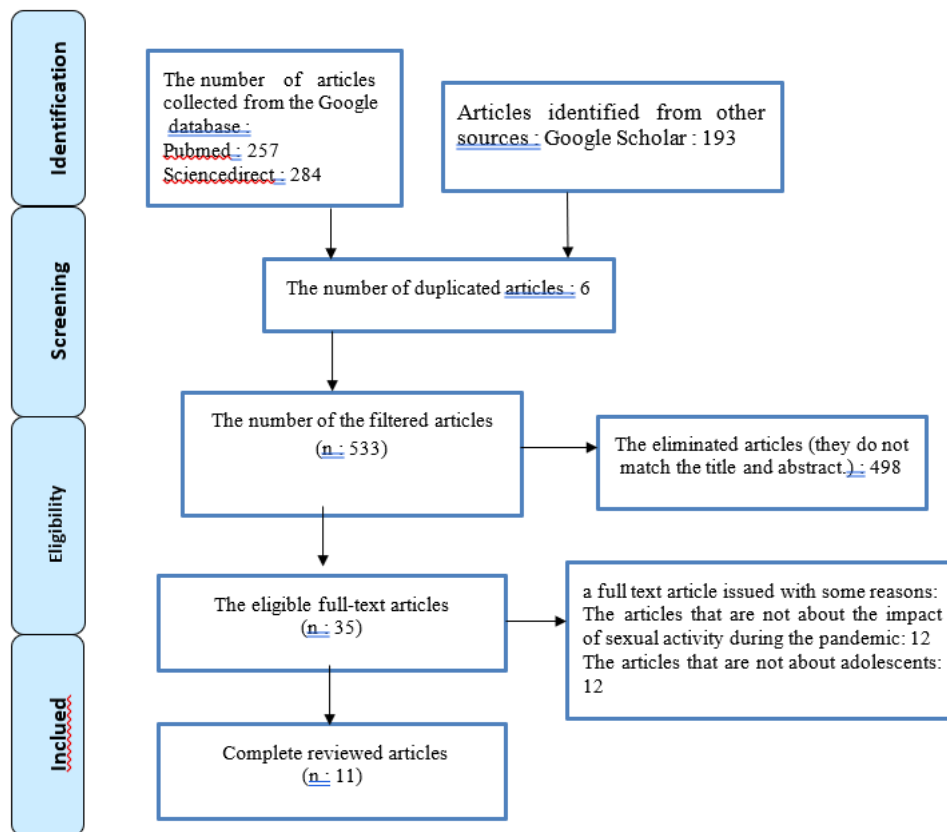 Identification
The number of articles
collected from the Google
database :
Pubmed : 257
Sciencedirect : 284
Articles identified from other
sources : Google Scholar : 193
Screening
The number of duplicated articles : 6
The number of the filtered articles
(n : 533)
The eliminated articles (they do not
match the title and abstract.) : 498
Eligibility
The eligible full-text articles
(n : 35)
a full text article issued with some reasons:
The articles that are not about the impact
of sexual activity during the pandemic: 12
The articles that are not about adolescents:
12
Inclued
Complete reviewed articles
(n : 11)